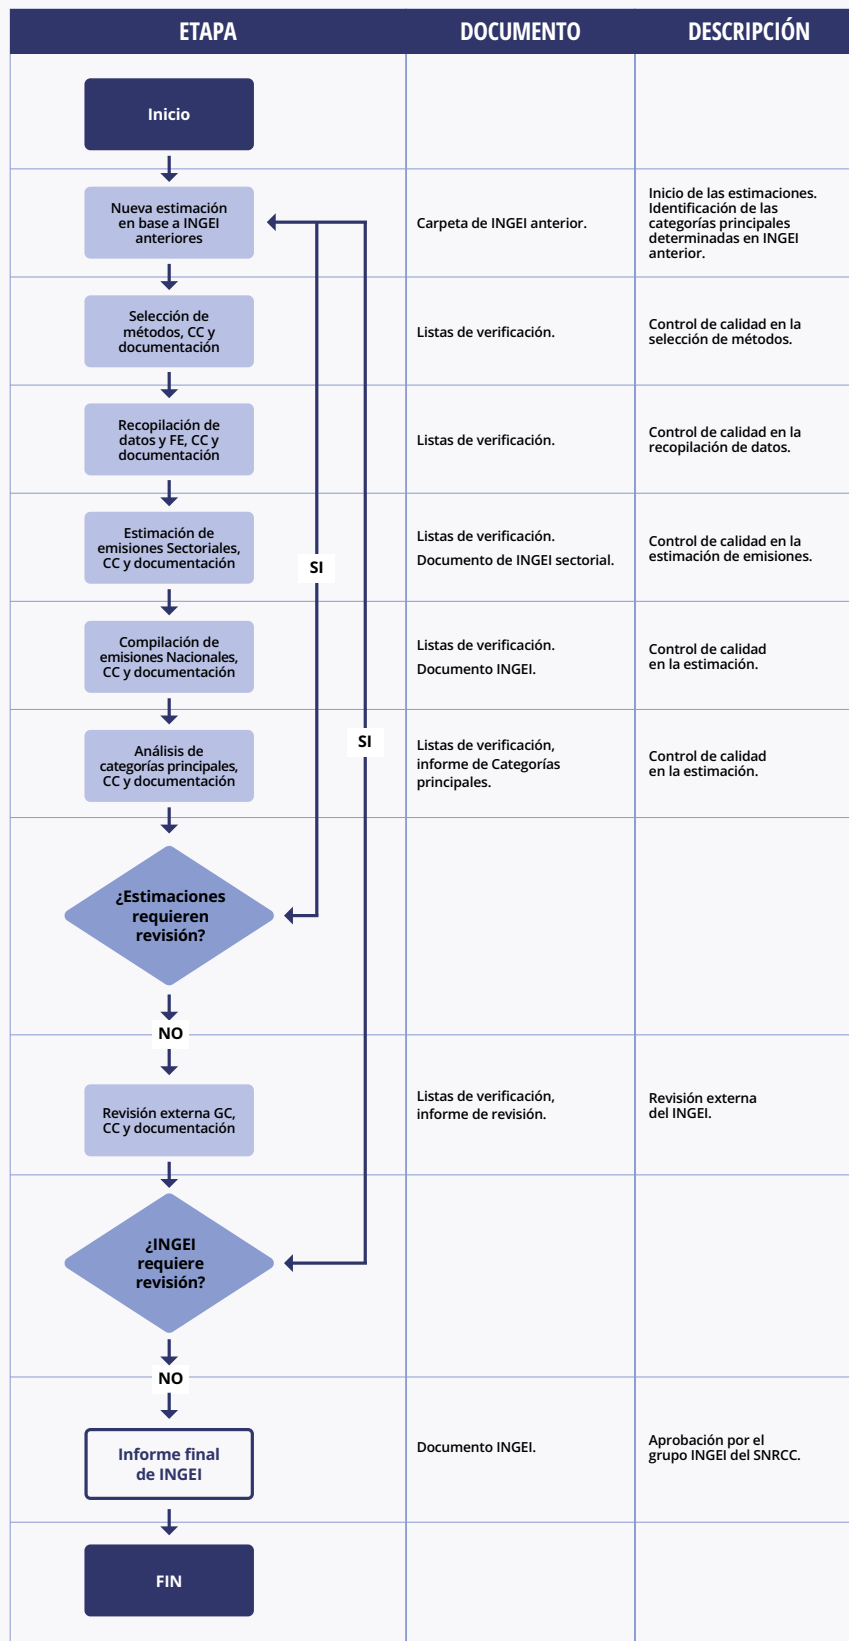 ETAPA
DOCUMENTO
DESCRIPCIÓN
Inicio
Nueva estimación
en base a INGEI
anteriores
Carpeta de INGEI anterior.
Inicio de las estimaciones.
Identificación de las
categorías principales
determinadas en INGEI
anterior.
Selección de
métodos, CC y
documentación
Listas de verificación.
Control de calidad en la
selección de métodos.
Recopilación de
datos y FE, CC y
documentación
Listas de verificación.
Control de calidad en la
recopilación de datos.
Estimación de
emisiones Sectoriales,
CC y documentación
SI
Listas de verificación.
Documento de INGEI sectorial.
Control de calidad en la
estimación de emisiones.
Compilación de
emisiones Nacionales,
CC y documentación
Listas de verificación.
Documento INGEI.
Control de calidad
en la estimación.
Análisis de
categorías principales,
CC y documentación
SI
Listas de verificación,
informe de Categorías
principales.
Control de calidad
en la estimación.
¿Estimaciones
requieren
revisión?
NO
Revisión externa GC,
CC y documentación
Listas de verificación,
informe de revisión.
Revisión externa
del INGEI.
¿INGEI
requiere
revisión?
NO
Informe final
de INGEI
Documento INGEI.
Aprobación por el
grupo INGEI del SNRCC.
FIN